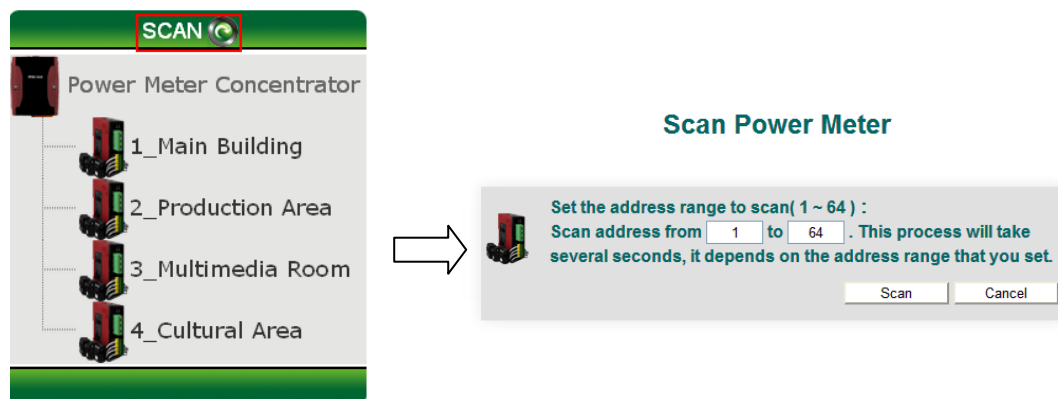 SCAN
Power Meter Concentrator
1_Main Building
2_Production Area
3_Multimedia Room
4_Cultural Area
Scan Power Meter
Set the address range to scan( 1 ~ 64 ) :
Scan address from 1 to 64 . This process will take
several seconds, it depends on the address range that you set.
Scan Cancel